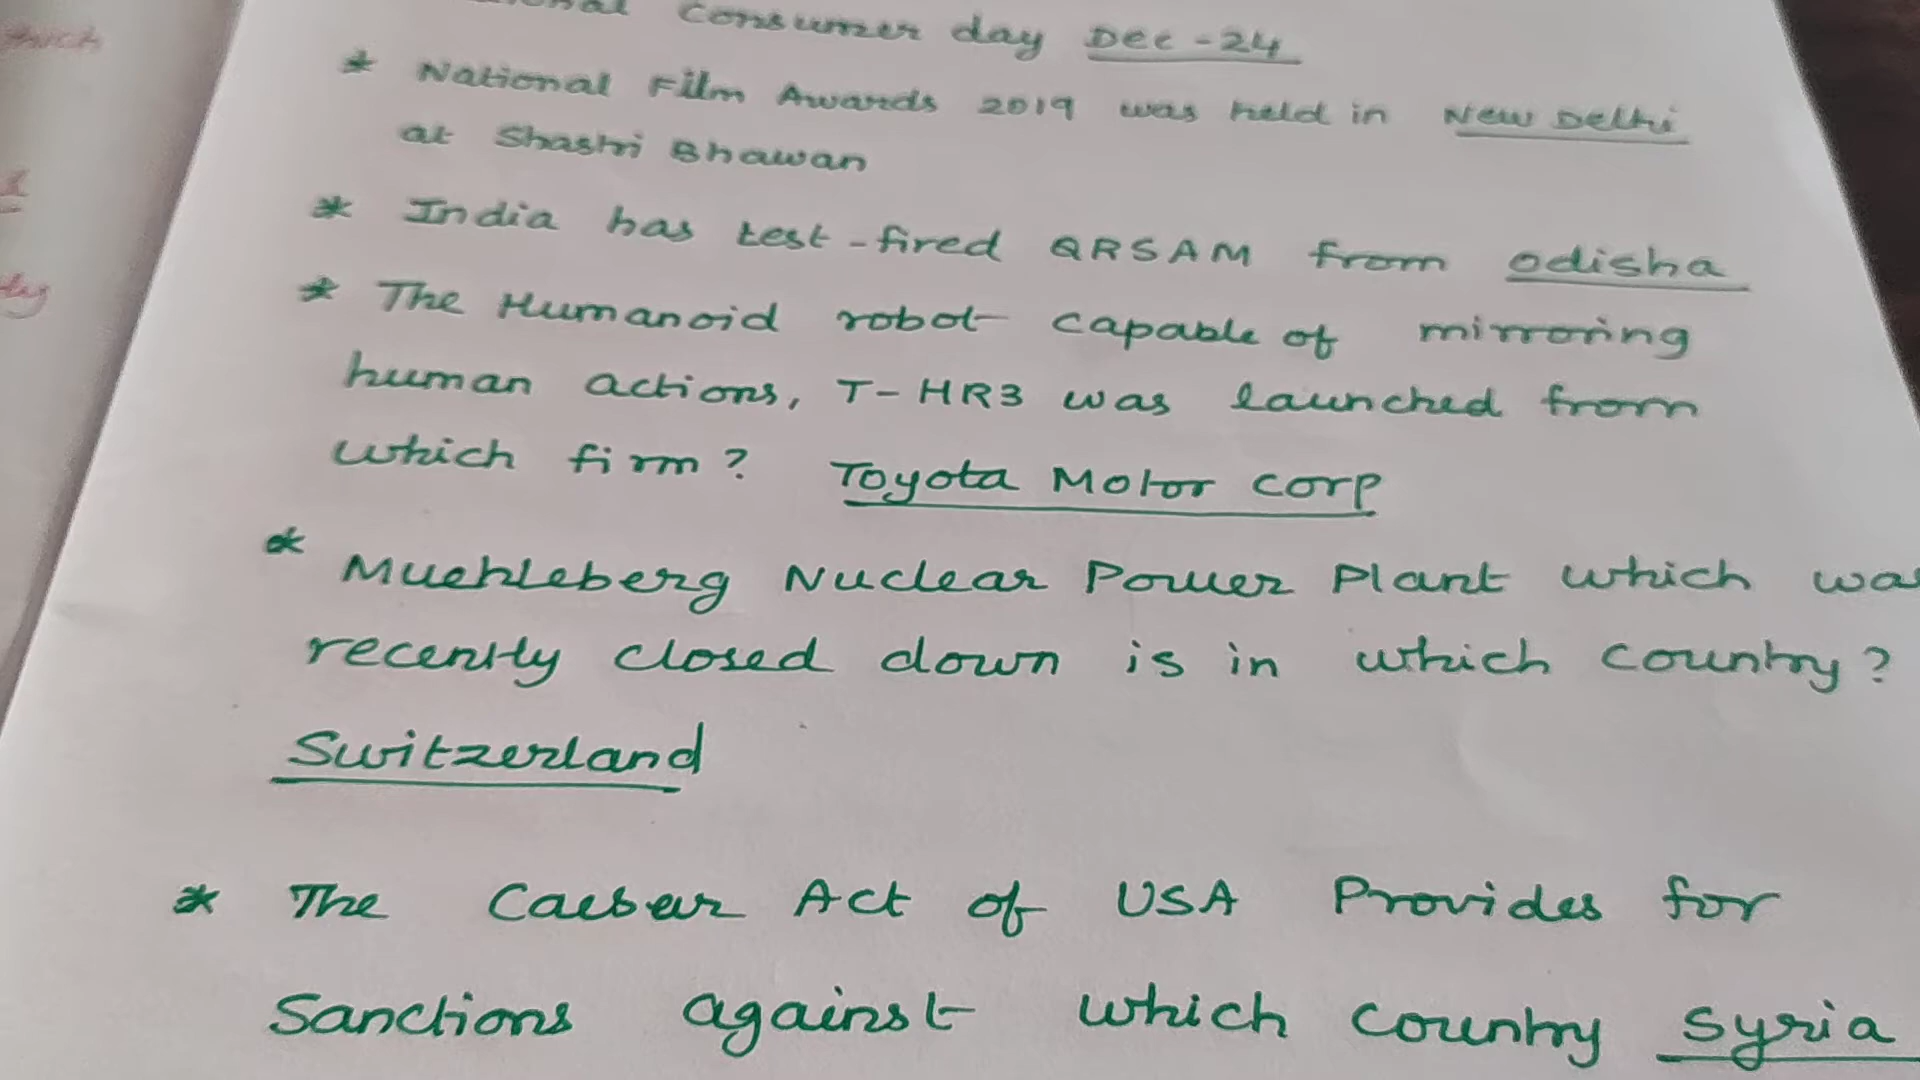 Consumer day Dec - 24
* National Film Awards 2019 was held in New Delhi
at Shastri Bhawan
* India has test - fired QRSAM from odisha
* The Humanoid robot capable of mirroring
human actions, T - HR3 was launched from
which firm? Toyota Motor corp
* Muehleberg Nuclear Power Plant which was
recently closed down is in which country?
Switzerland
* The Caesar Act of USA Provides for
Sanctions against which country Syria